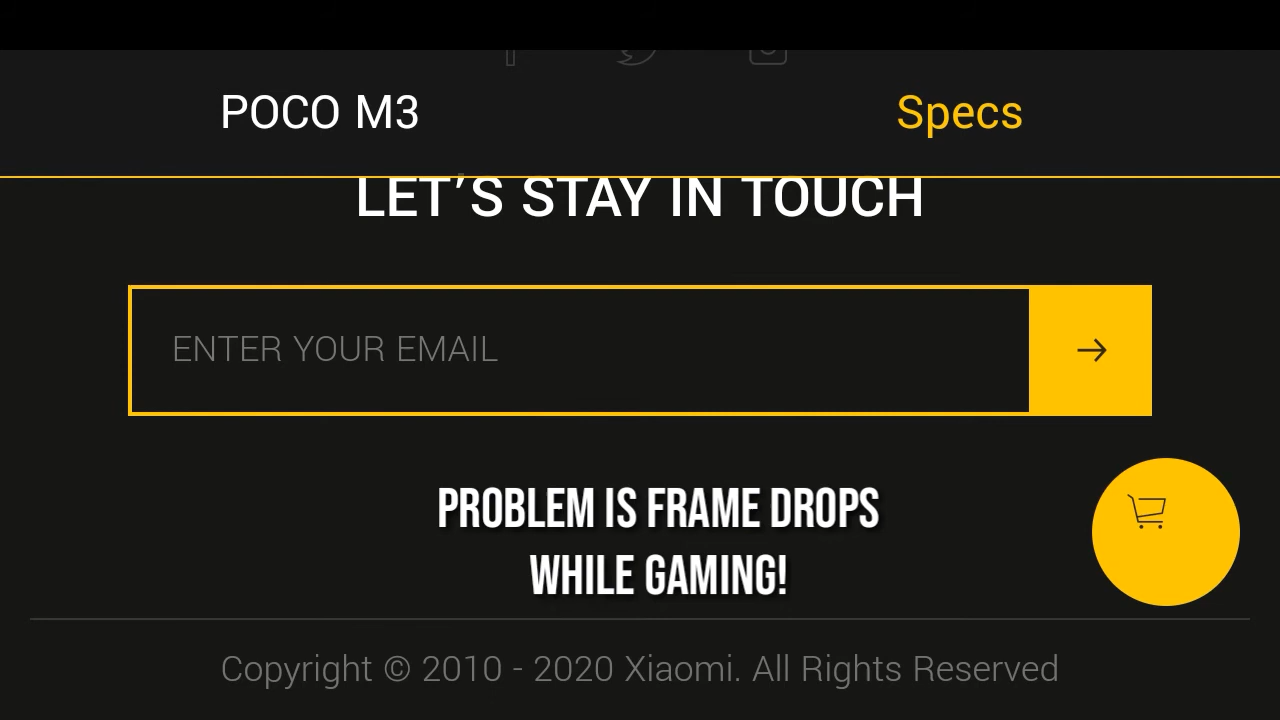 POCO M3
Specs
LET’S STAY IN TOUCH
ENTER YOUR EMAIL
PROBLEM IS FRAME DROPS
WHILE GAMING!
Copyright © 2010 - 2020 Xiaomi. All Rights Reserved